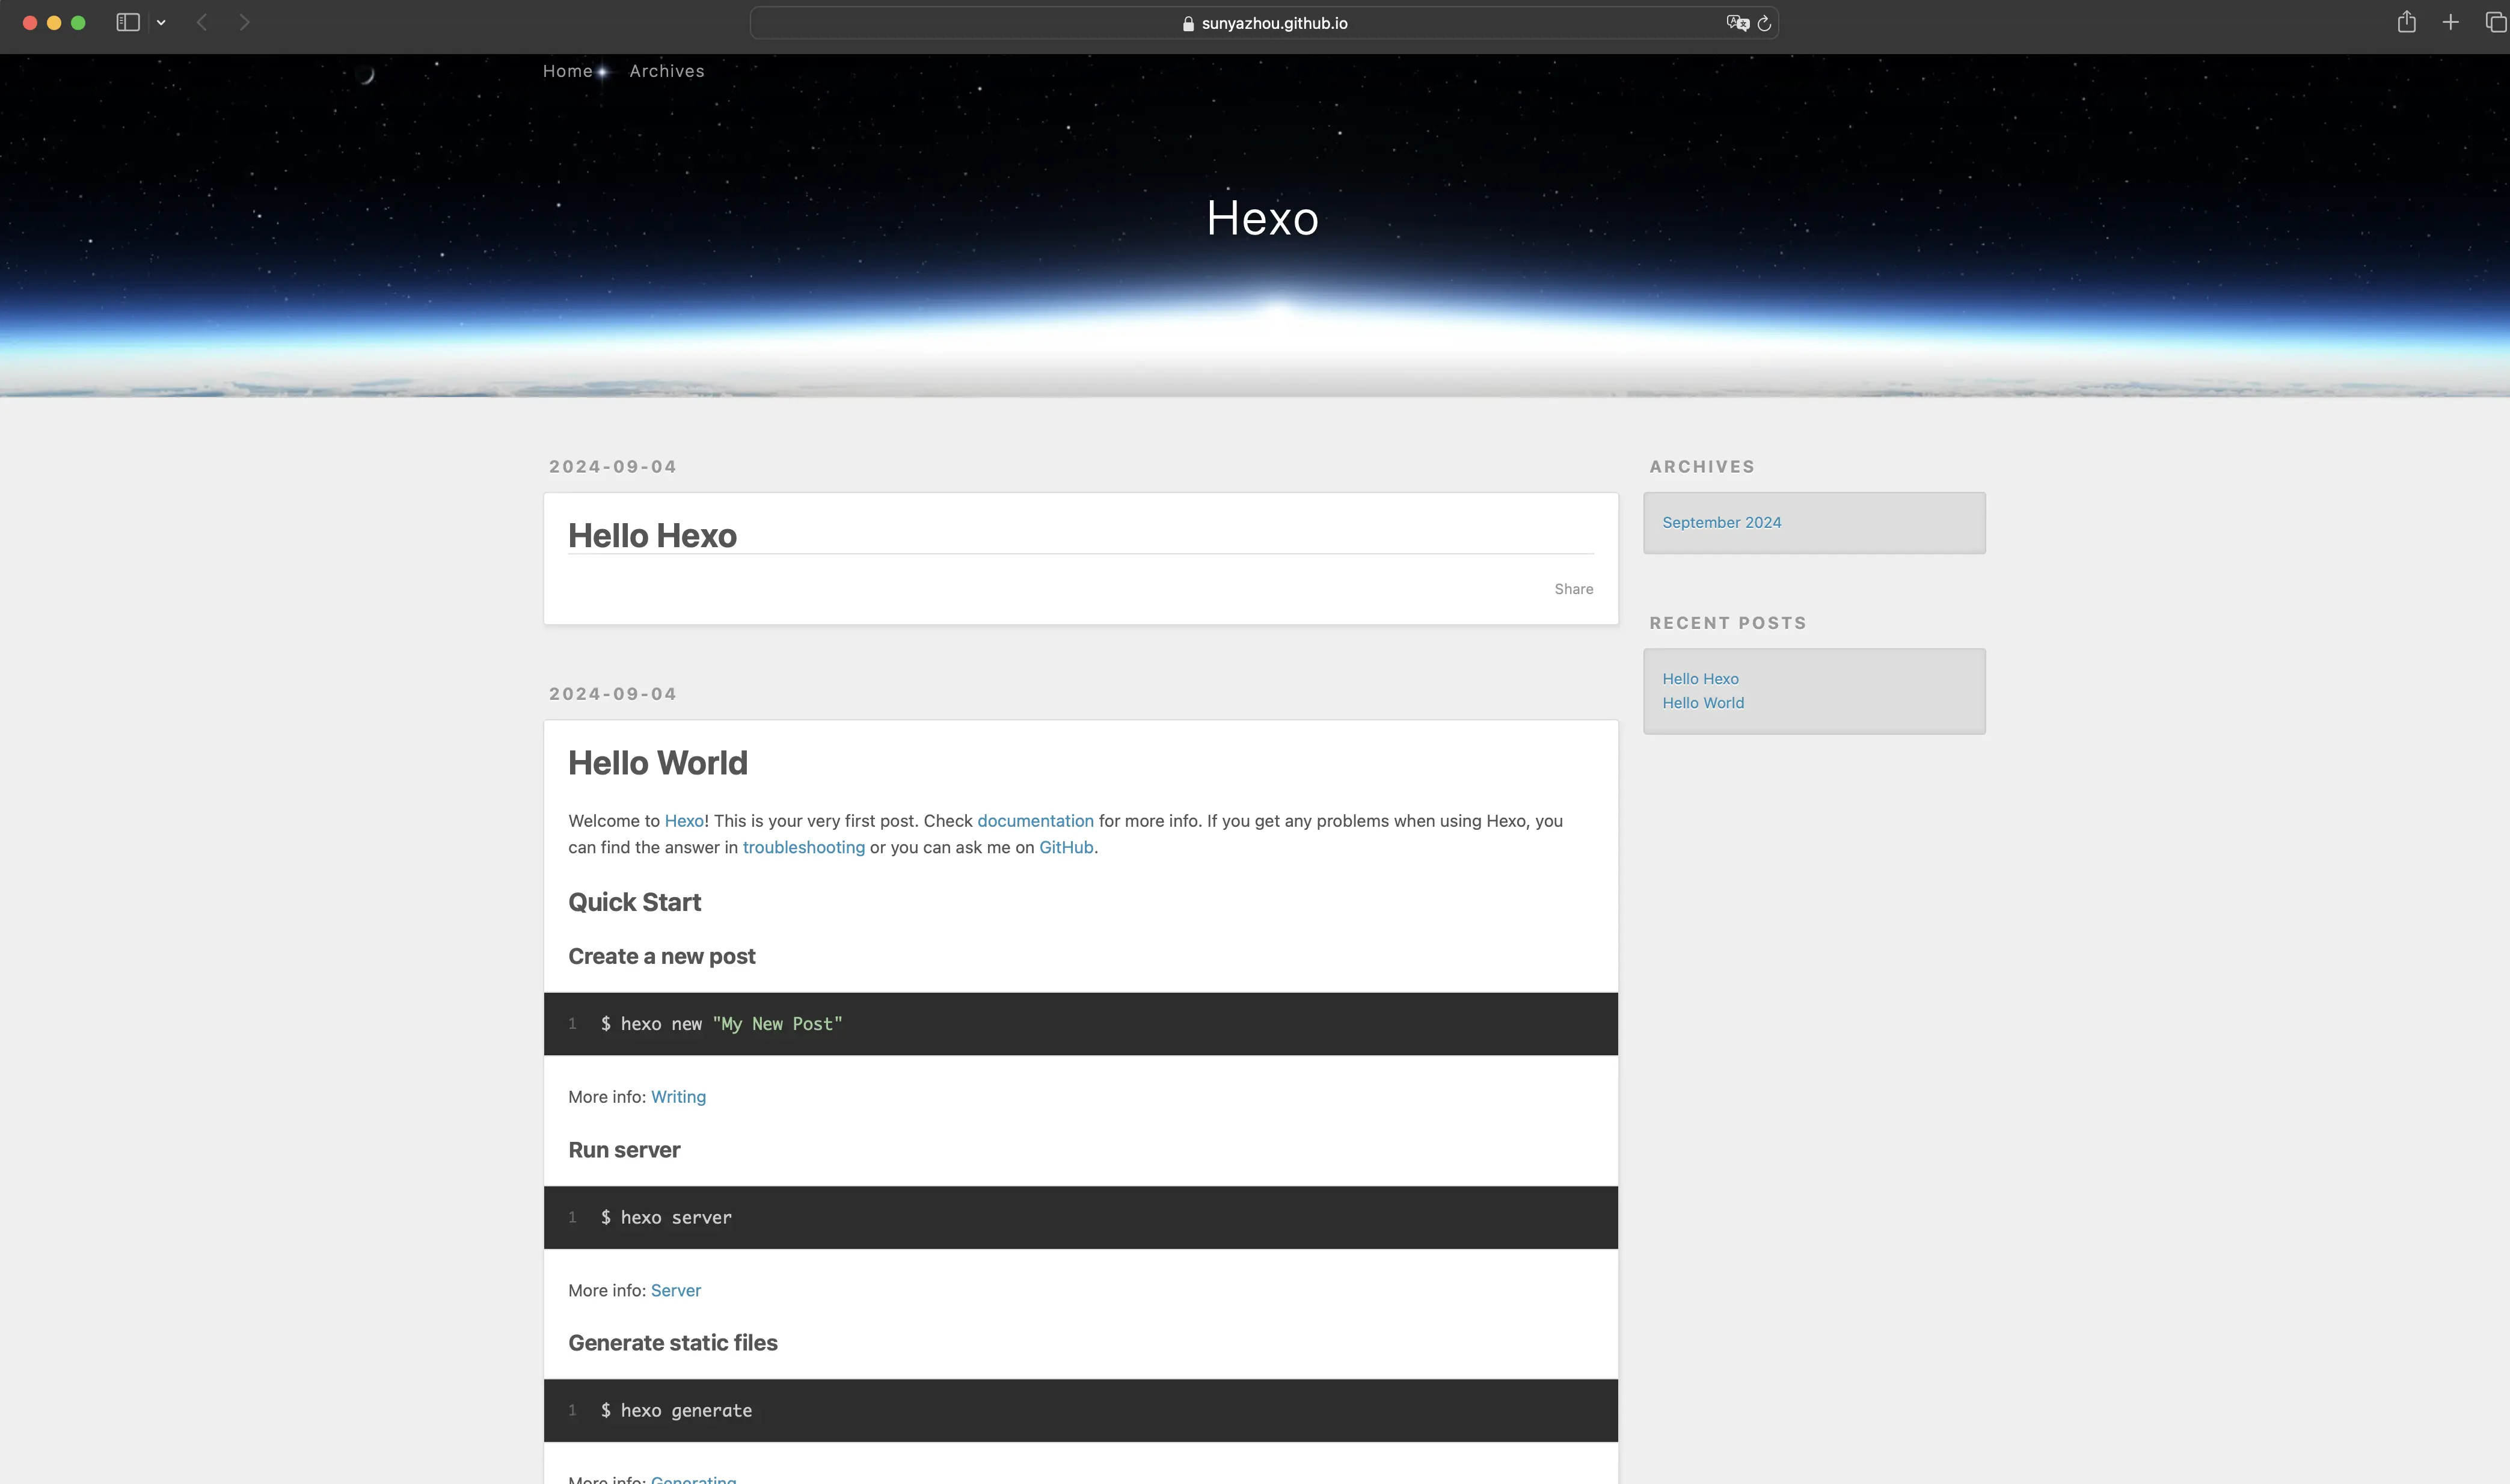 sunyazhou.github.io
Home Archives
Hexo
2024-09-04
Hello Hexo
Share
2024-09-04
Hello World
Welcome to Hexo! This is your very first post. Check documentation for more info. If you get any problems when using Hexo, you
can find the answer in troubleshooting or you can ask me on GitHub.
Quick Start
Create a new post
1 $ hexo new "My New Post"
More info: Writing
Run server
1 $ hexo server
More info: Server
Generate static files
1 $ hexo generate
More info: Generating
ARCHIVES
September 2024
RECENT POSTS
Hello Hexo
Hello World